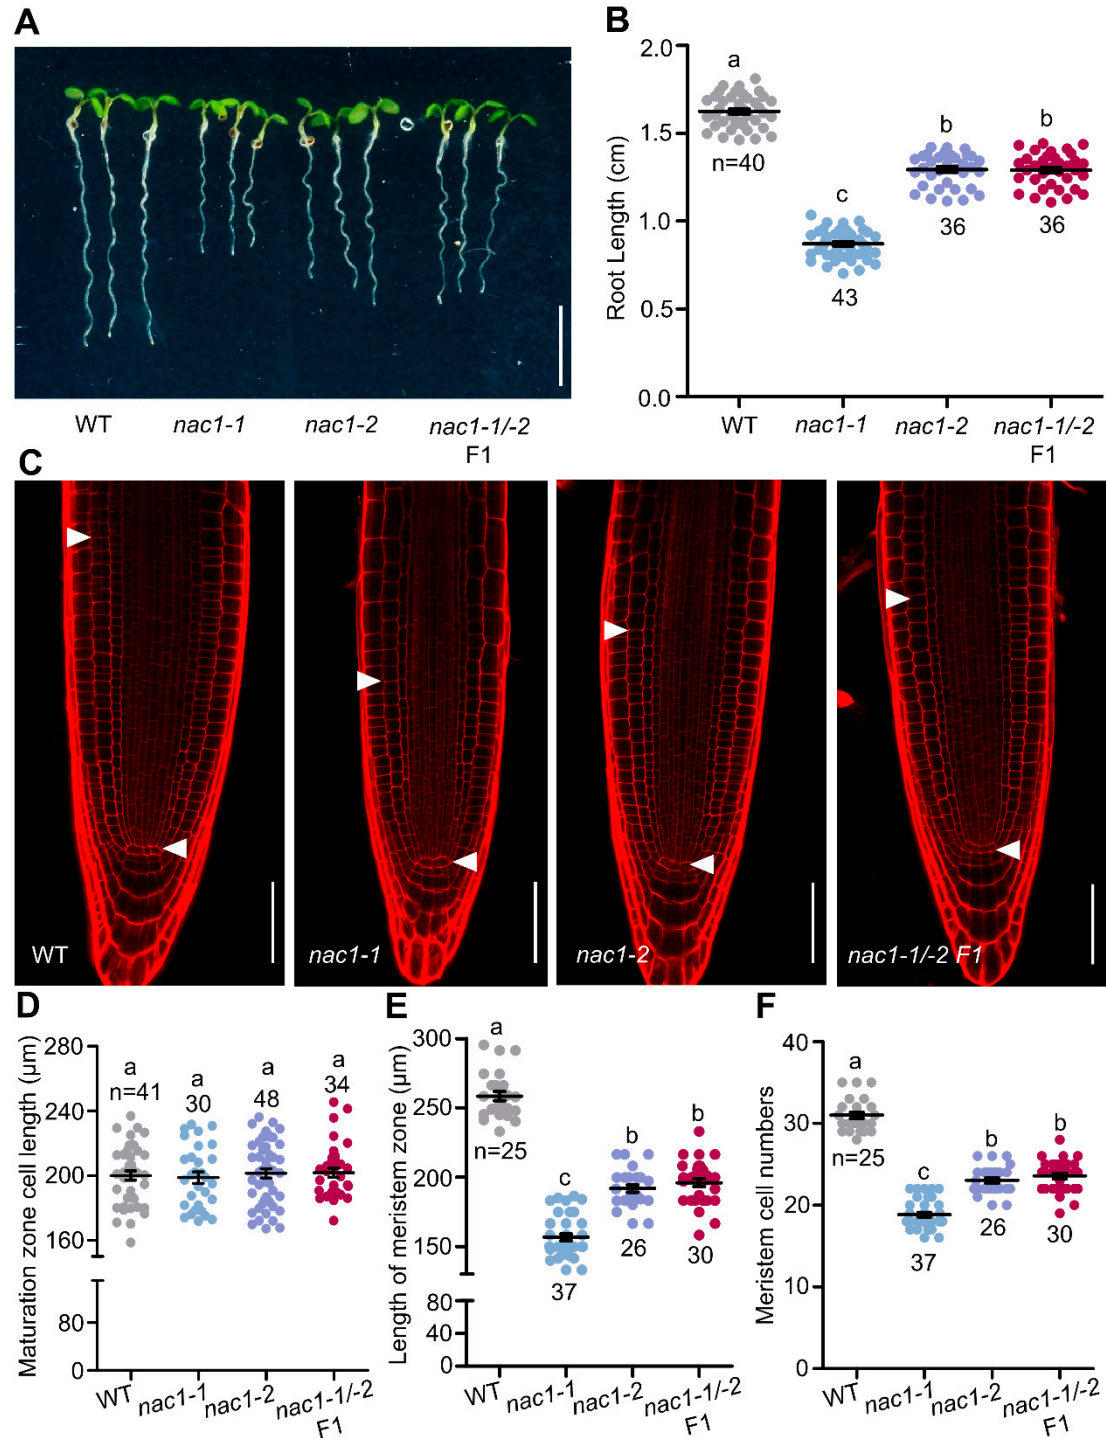 A
WT
nac1-1
nac1-2
nac1-1/-2
F1
B
Root Length (cm)
2.0
1.5
1.0
0.5
0.0
a
n=40
c
43
b
36
b
36
WT
nac1-1
nac1-2
nac1-1/-2
F1
C
WT
nac1-1
nac1-2
nac1-1/-2 F1
D
Maturation zone cell length (μm)
280
240
200
160
80
0
a
n=41
a
30
a
48
a
34
WT
nac1-1
nac1-2
nac1-1/-2
F1
E
Length of meristem zone (μm)
300
250
200
150
80
40
0
a
n=25
c
37
b
26
b
30
WT
nac1-1
nac1-2
nac1-1/-2
F1
F
Meristem cell numbers
40
30
20
10
0
a
n=25
c
37
b
26
b
30
WT
nac1-1
nac1-2
nac1-1/-2
F1